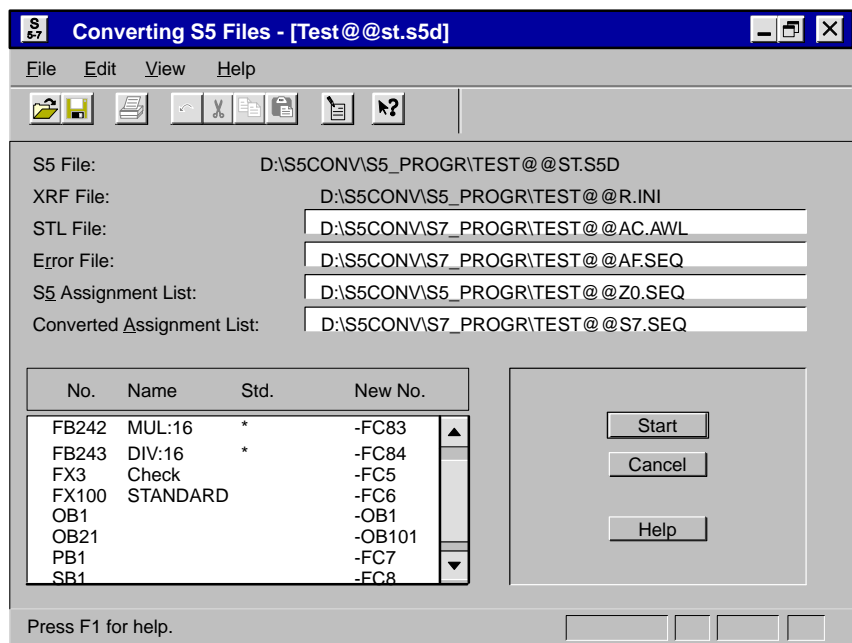 S 5-7 Converting S5 Files - [Test@@st.s5d]
File Edit View Help
S5 File: D:\S5CONV\S5_PROGR\TEST@@ST.S5D
XRF File: D:\S5CONV\S5_PROGR\TEST@@R.INI
STL File: D:\S5CONV\S7_PROGR\TEST@@AC.AWL
Error File: D:\S5CONV\S7_PROGR\TEST@@AF.SEQ
S5 Assignment List: D:\S5CONV\S5_PROGR\TEST@@Z0.SEQ
Converted Assignment List: D:\S5CONV\S7_PROGR\TEST@@S7.SEQ
No. Name Std. New No.
FB242 MUL:16 * -FC83
FB243 DIV:16 * -FC84
FX3 Check -FC5
FX100 STANDARD -FC6
OB1 -OB1
OB21 -OB101
PB1 -FC7
SB1 -FC8
Start
Cancel
Help
Press F1 for help.